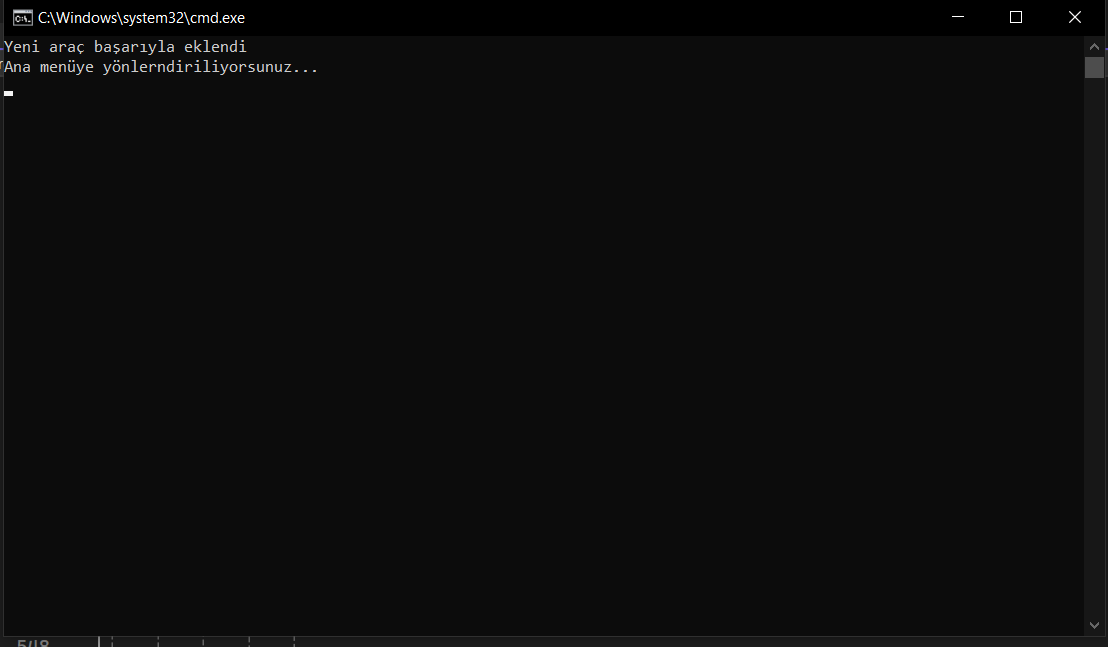 C:\Windows\system32\cmd.exe
Yeni araç başarıyla eklendi
Ana menüye yönlerndiriliyorsunuz...